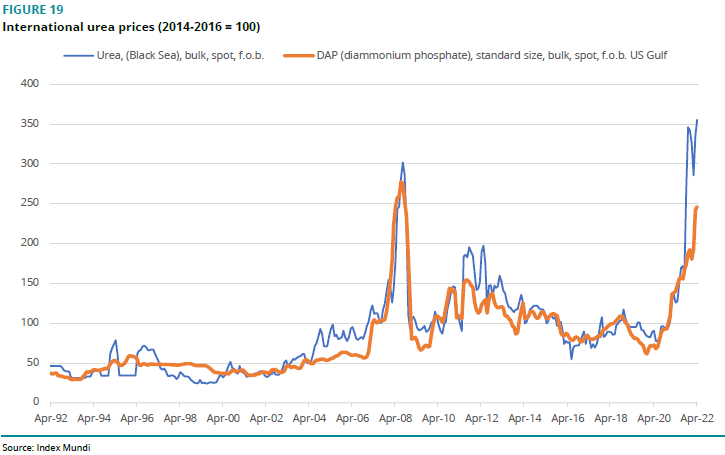 FIGURE 19
International urea prices (2014-2016 = 100)
Urea, (Black Sea), bulk, spot, f.o.b. DAP (diammonium phosphate), standard size, bulk, spot, f.o.b. US Gulf
400
350
300
250
200
150
100
50
0
Apr-92 Apr-94 Apr-96 Apr-98 Apr-00 Apr-02 Apr-04 Apr-06 Apr-08 Apr-10 Apr-12 Apr-14 Apr-16 Apr-18 Apr-20 Apr-22
Source: Index Mundi